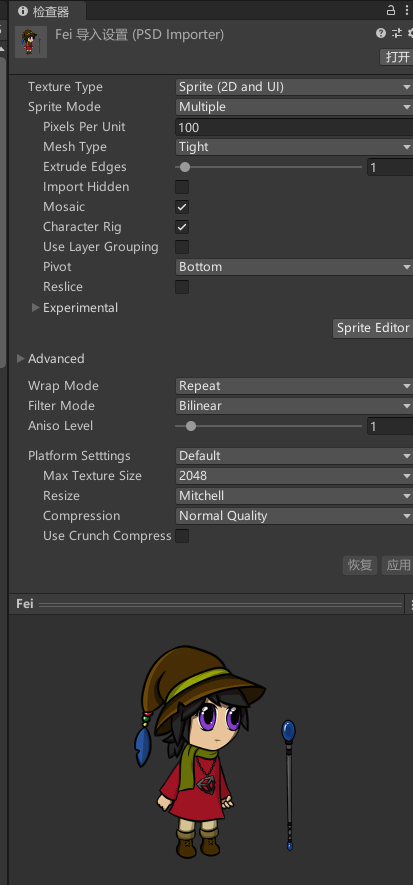 检查器
Fei 导入设置 (PSD Importer)
打开
Texture Type Sprite (2D and UI)
Sprite Mode Multiple
Pixels Per Unit 100
Mesh Type Tight
Extrude Edges 1
Import Hidden
Mosaic
Character Rig
Use Layer Grouping
Pivot Bottom
Reslice
Experimental
Sprite Editor
Advanced
Wrap Mode Repeat
Filter Mode Bilinear
Aniso Level 1
Platform Setttings Default
Max Texture Size 2048
Resize Mitchell
Compression Normal Quality
Use Crunch Compress
恢复 应用
Fei